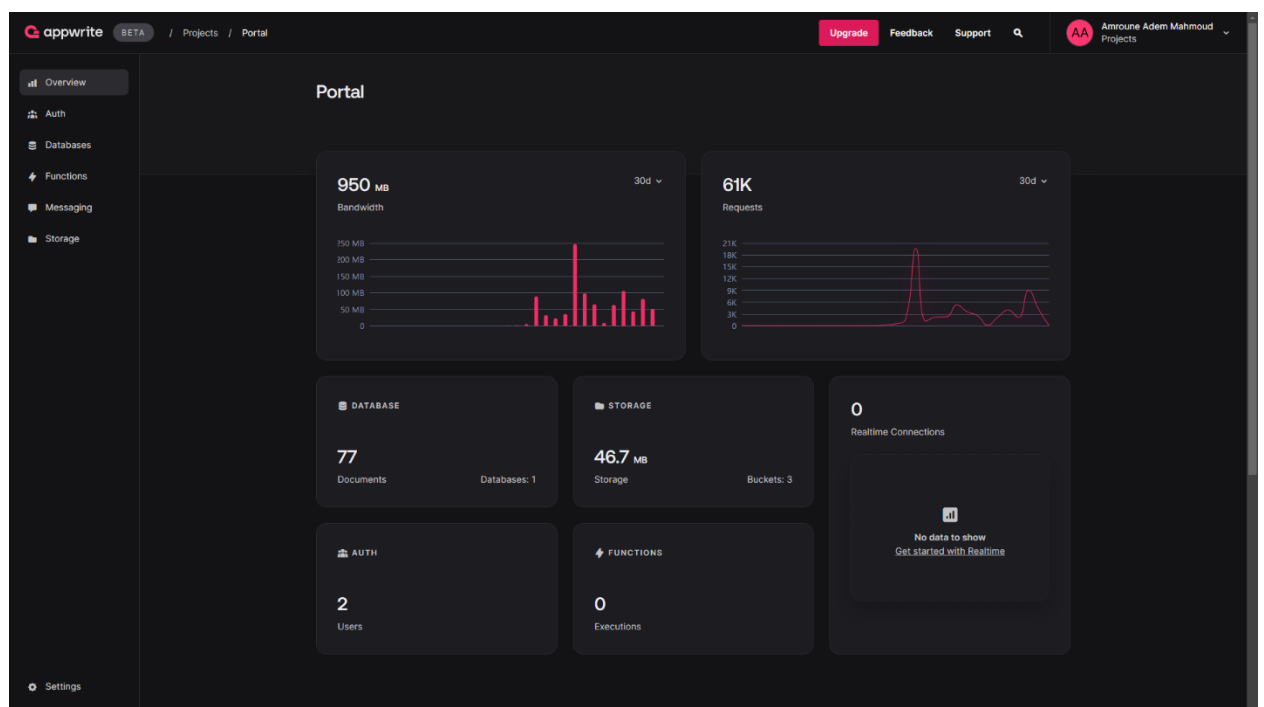 appwrite BETA / Projects / Portal
Upgrade Feedback Support
AA Amroune Adem Mahmoud
Projects
Overview
Auth
Databases
Functions
Messaging
Storage
Settings
Portal
950 MB
Bandwidth
30d
250 MB
200 MB
150 MB
100 MB
50 MB
0
61K
Requests
30d
21K
18K
15K
12K
9K
6K
3K
0
DATABASE
77
Documents Databases: 1
STORAGE
46.7 MB
Storage Buckets: 3
0
Realtime Connections
No data to show
Get started with Realtime
AUTH
2
Users
FUNCTIONS
0
Executions